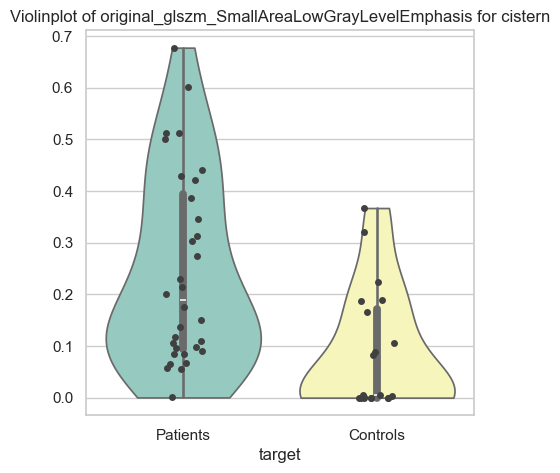 Violinplot of original_glszm_SmallAreaLowGrayLevelEmphasis for cistern
0.7
0.6
0.5
0.4
0.3
0.2
0.1
0.0
Patients Controls
target